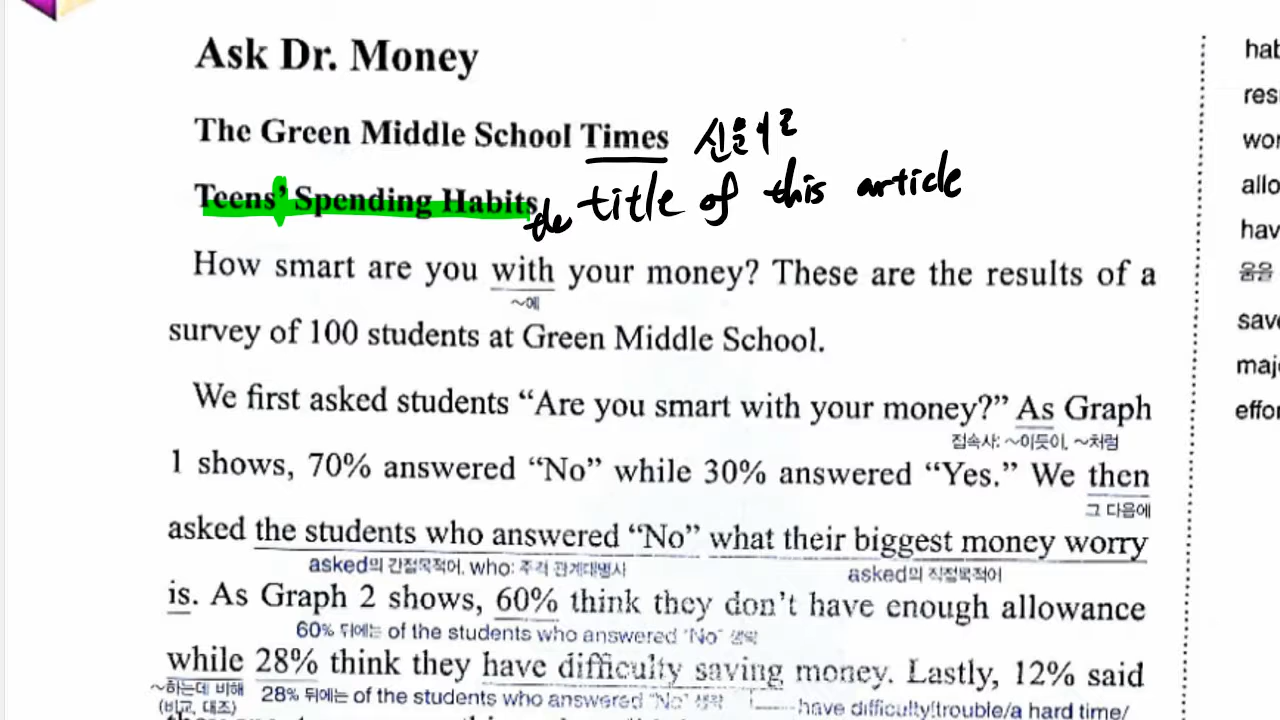 Ask Dr. Money
The Green Middle School Times
Teens' Spending Habits the title of this article
How smart are you with your money? These are the results of a
~에
survey of 100 students at Green Middle School.
We first asked students “Are you smart with your money?” As Graph
접속사: ~이듯이, ~처럼
1 shows, 70% answered “No” while 30% answered “Yes.” We then
그 다음에
asked the students who answered “No” what their biggest money worry
asked의 간접목적어, who: 주격 관계대명사 asked의 직접목적어
is. As Graph 2 shows, 60% think they don't have enough allowance
60% 뒤에는 of the students who answered “No” 생략
while 28% think they have difficulty saving money. Lastly, 12% said
~하는데 비해 28% 뒤에는 of the students who answered “No” 생략 have difficulty/trouble/a hard time/
(비교, 대조)
hab
res
wor
allo
hav
움을
save
majo
effor